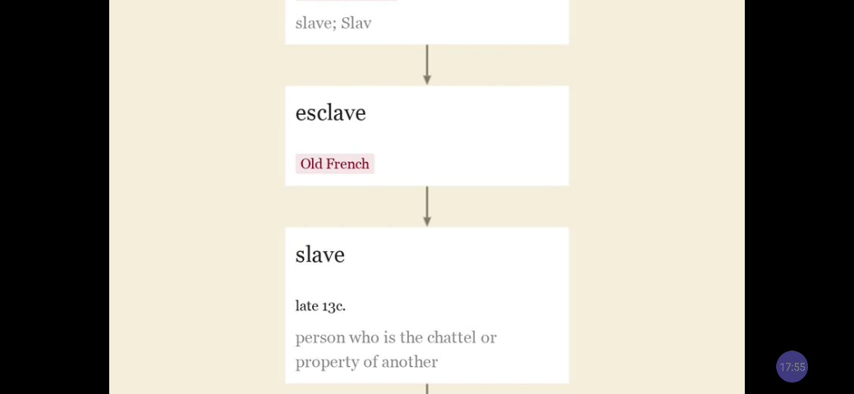 slave; Slav
esclave
Old French
slave
late 13c.
person who is the chattel or
property of another
17:55